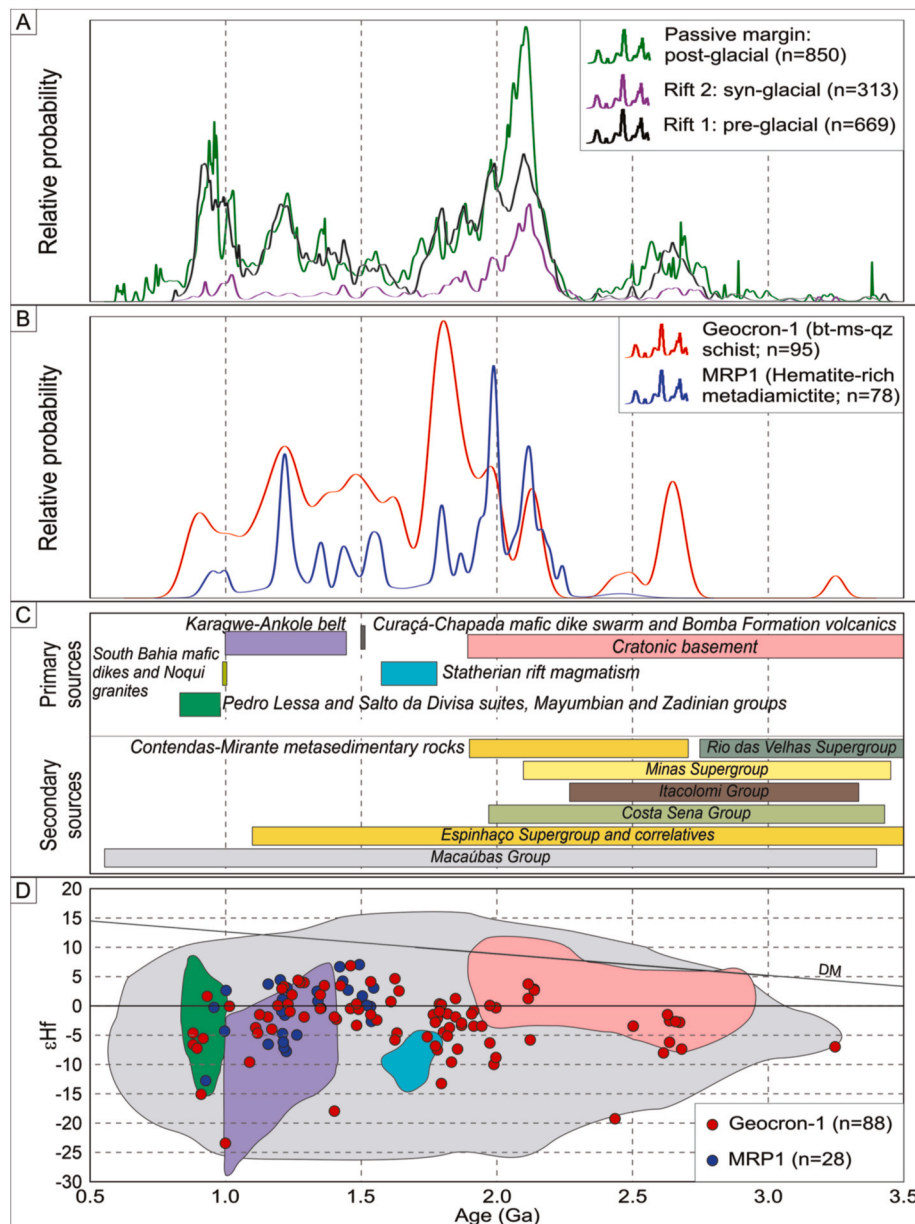 A
Relative probability
Passive margin:
post-glacial (n=850)
Rift 2: syn-glacial (n=313)
Rift 1: pre-glacial (n=669)
B
Relative probability
Geocron-1 (bt-ms-qz
schist; n=95)
MRP1 (Hematite-rich
metadiamictite; n=78)
C
Primary
sources
Karagwe-Ankole belt
Curaçá-Chapada mafic dike swarm and Bomba Formation volcanics
Cratonic basement
South Bahia mafic
dikes and Noqui
granites
Statherian rift magmatism
Pedro Lessa and Salto da Divisa suites, Mayumbian and Zadinian groups
Secondary
sources
Contendas-Mirante metasedimentary rocks
Rio das Velhas Supergroup
Minas Supergroup
Itacolomi Group
Costa Sena Group
Espinhaço Supergroup and correlatives
Macaúbas Group
D
εHf
20
15
10
5
0
-5
-10
-15
-20
-25
-30
DM
Geocron-1 (n=88)
MRP1 (n=28)
0.5 1.0 1.5 2.0 2.5 3.0 3.5
Age (Ga)